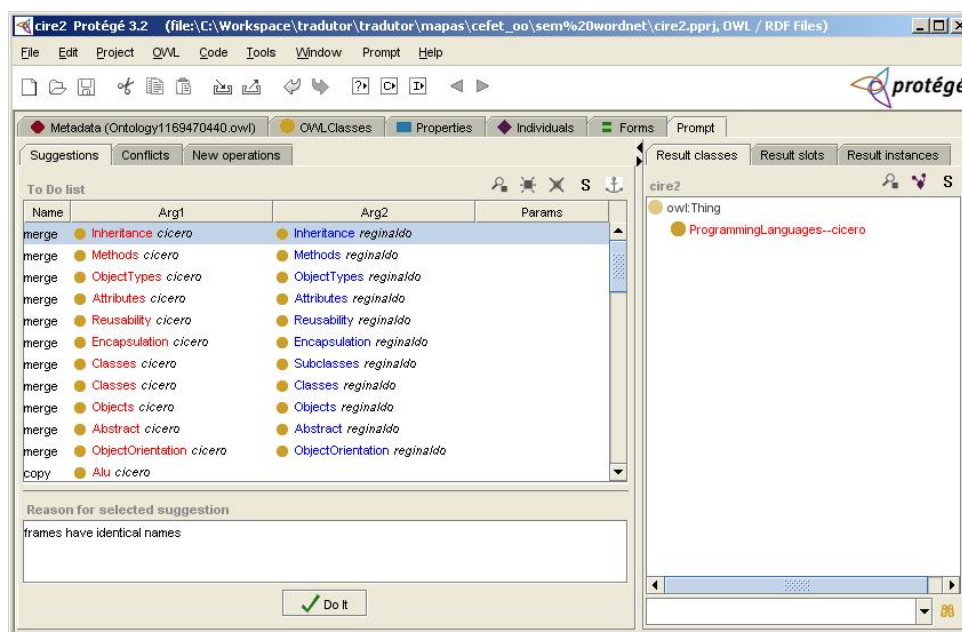 cire2 Protégé 3.2 (file:\C:\Workspace\tradutor\tradutor\mapas\cefet_oo\sem%20wordnet\cire2.pprj, OWL / RDF Files)
File Edit Project OWL Code Tools Window Prompt Help
protégé
Metadata (Ontology1169470440.owl) OWLClasses Properties Individuals Forms Prompt
Suggestions Conflicts New operations Result classes Result slots Result instances
To Do list S cire2 S
Name Arg1 Arg2 Params
owl:Thing
merge Inheritance cicero Inheritance reginaldo
ProgrammingLanguages--cicero
merge Methods cicero Methods reginaldo
merge ObjectTypes cicero ObjectTypes reginaldo
merge Attributes cicero Attributes reginaldo
merge Reusability cicero Reusability reginaldo
merge Encapsulation cicero Encapsulation reginaldo
merge Classes cicero Subclasses reginaldo
merge Classes cicero Classes reginaldo
merge Objects cicero Objects reginaldo
merge Abstract cicero Abstract reginaldo
merge ObjectOrientation cicero ObjectOrientation reginaldo
copy Alu cicero
Reason for selected suggestion
frames have identical names
Do It